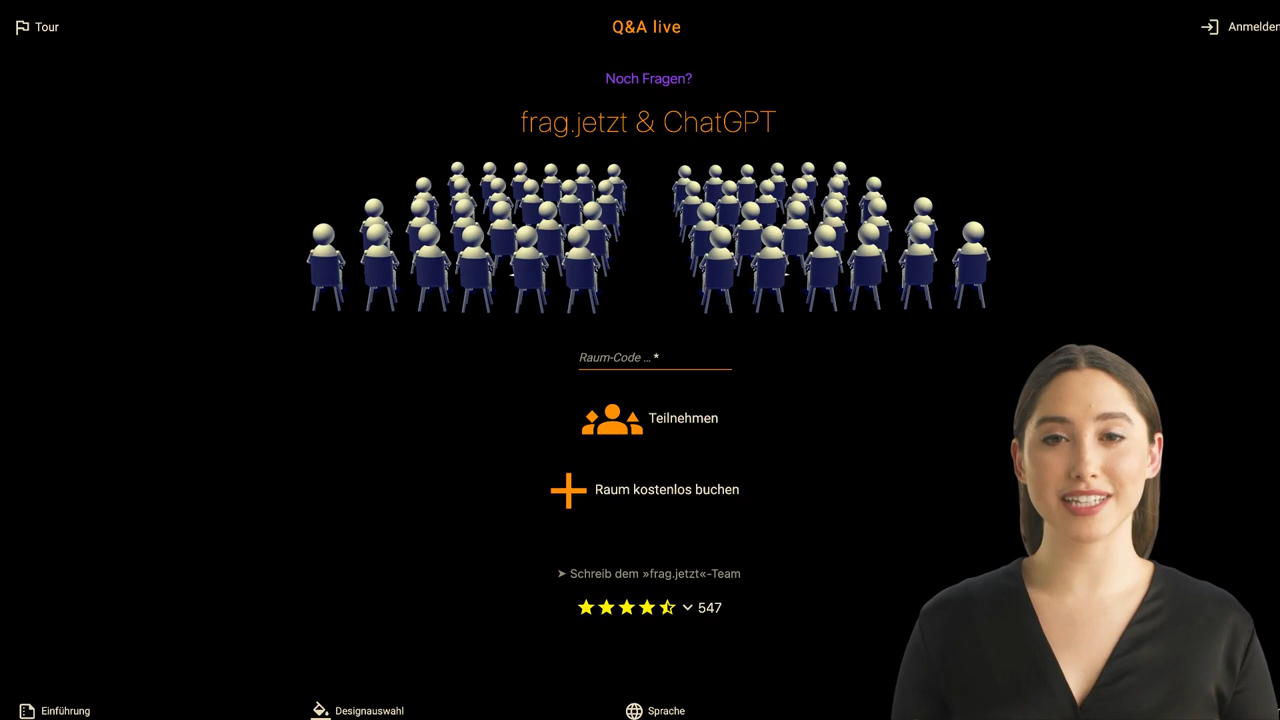 Tour
Q&A live
Anmelden
Noch Fragen?
frag.jetzt & ChatGPT
Raum-Code ... *
Teilnehmen
Raum kostenlos buchen
➤ Schreib dem »frag.jetzt«-Team
547
Einführung
Designauswahl
Sprache